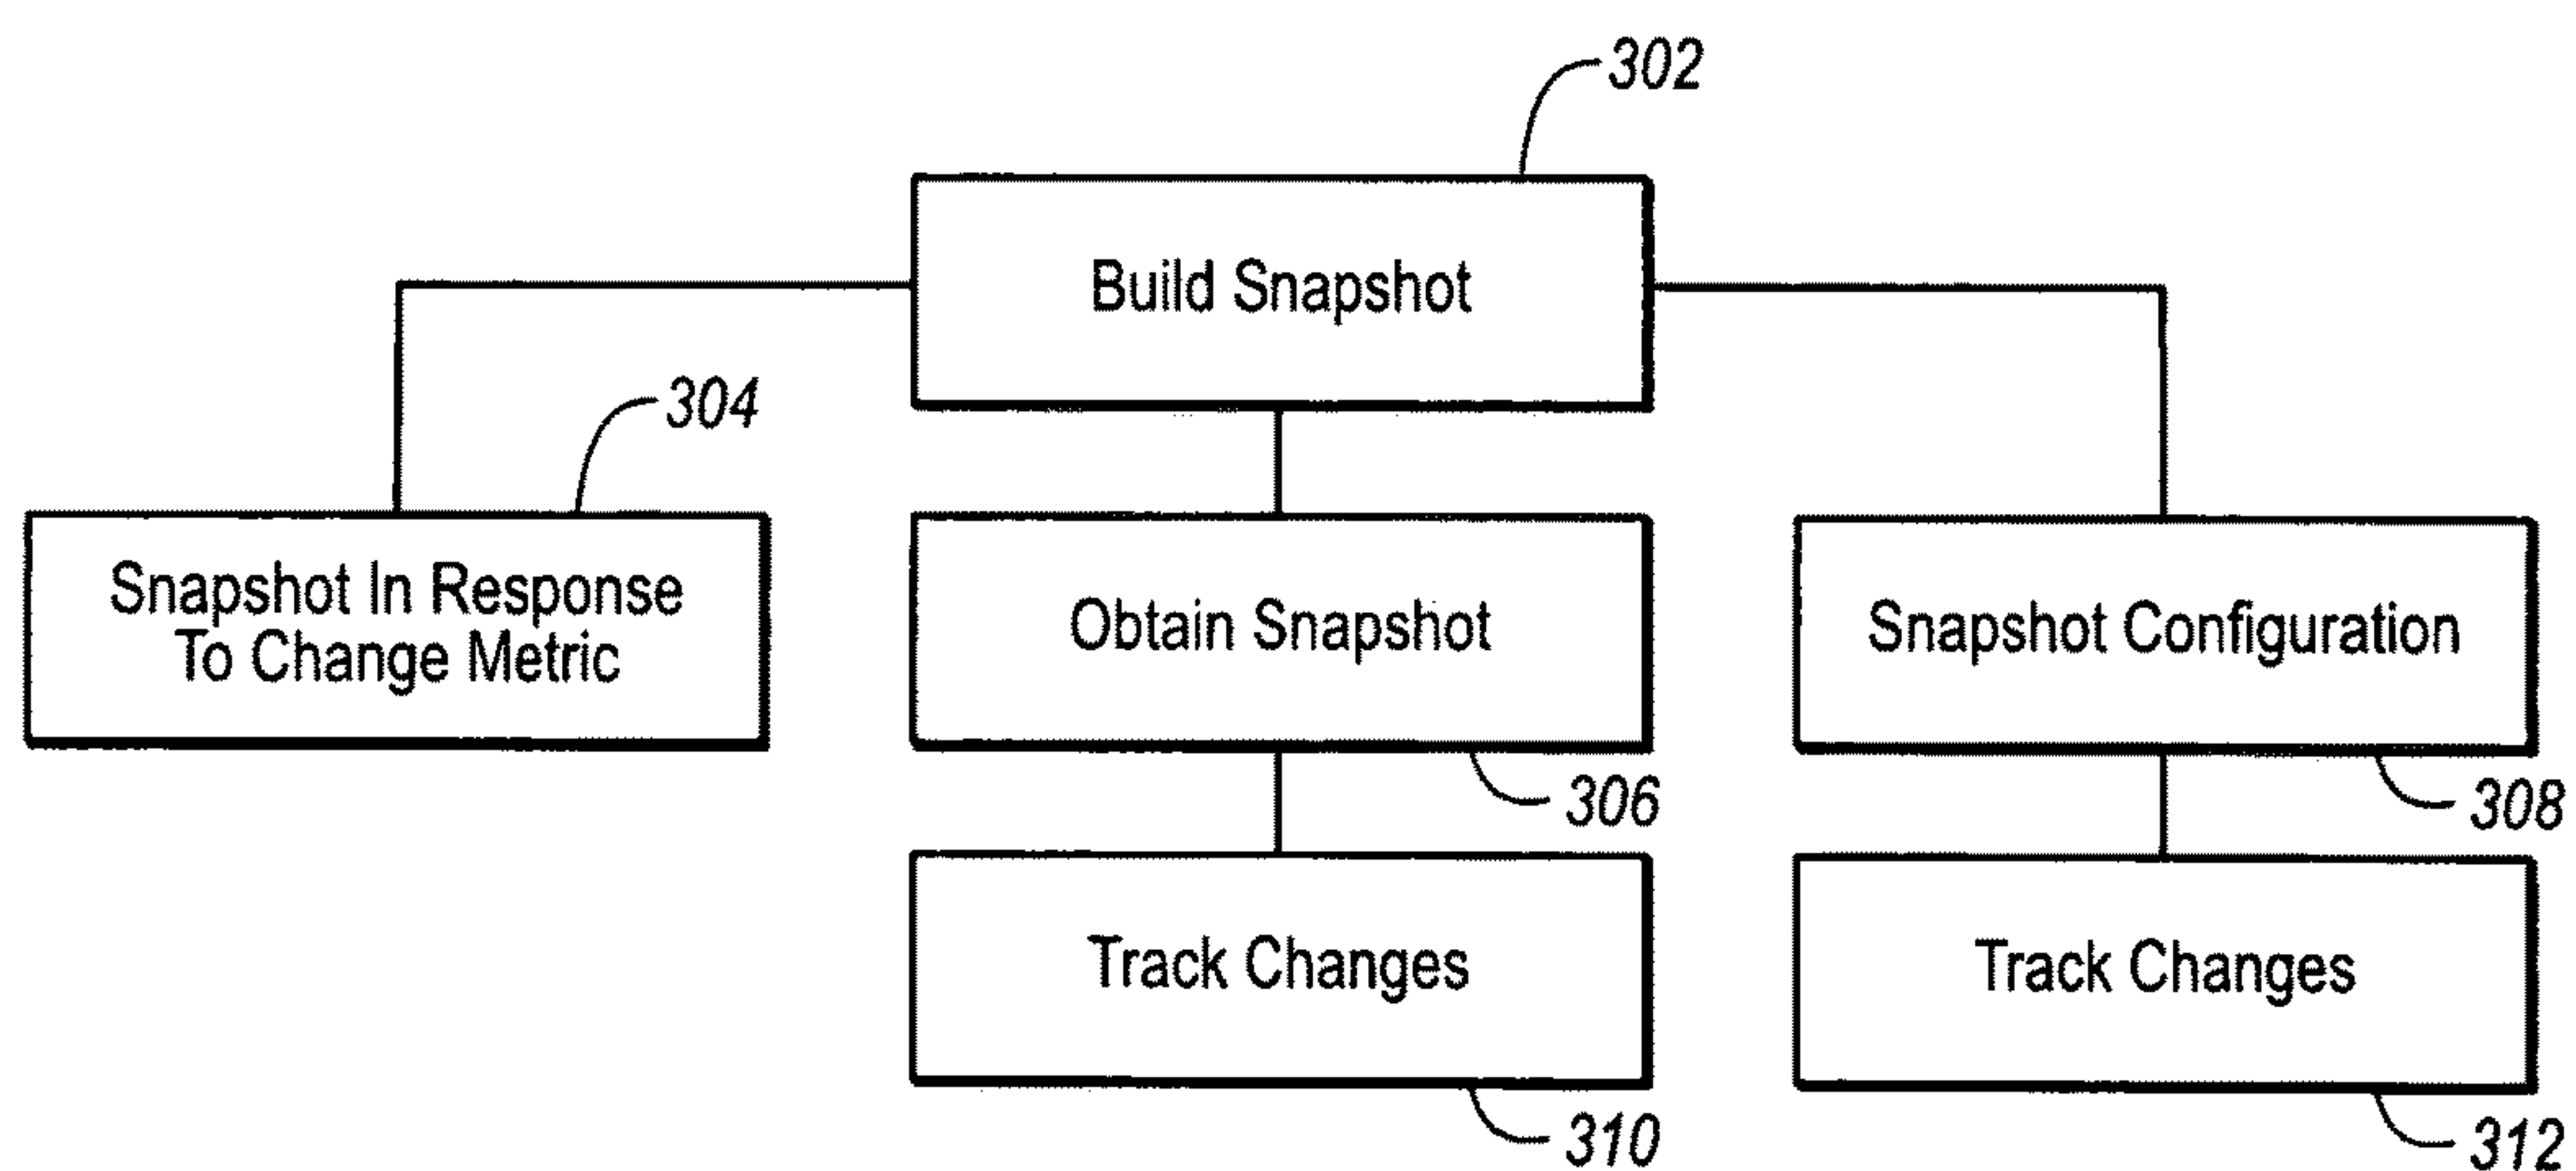 302
Build Snapshot
304
Snapshot In Response
To Change Metric
Obtain Snapshot
Snapshot Configuration
306
308
Track Changes
Track Changes
310
312